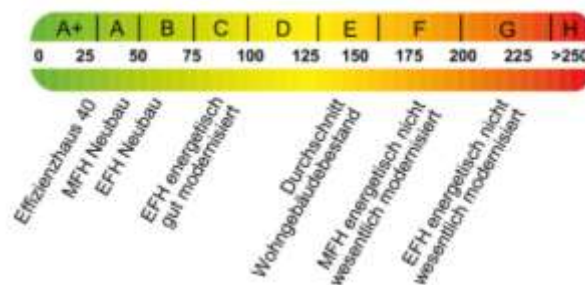 A+ A B C D E F G H
0 25 50 75 100 125 150 175 200 225 >250
Effizienzhaus 40
MFH Neubau
EFH Neubau
EFH energetisch
gut modernisiert
Durchschnitt
Wohngebäudebestand
MFH energetisch nicht
wesentlich modernisiert
EFH energetisch nicht
wesentlich modernisiert